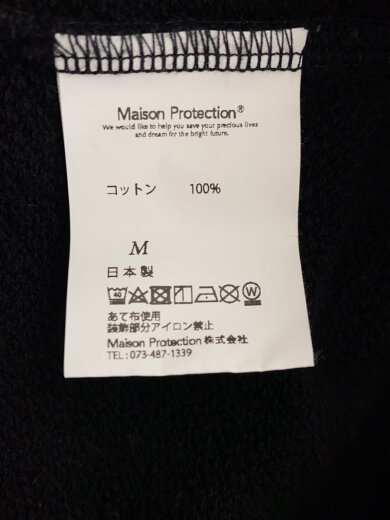 Maison Protection®
We would like to help you save your precious lives
and dream for the bright future.
コットン 100%
M
日本製
40 W
あて布使用
装飾部分アイロン禁止
Maison Protection 株式会社
TEL : 073-487-1339